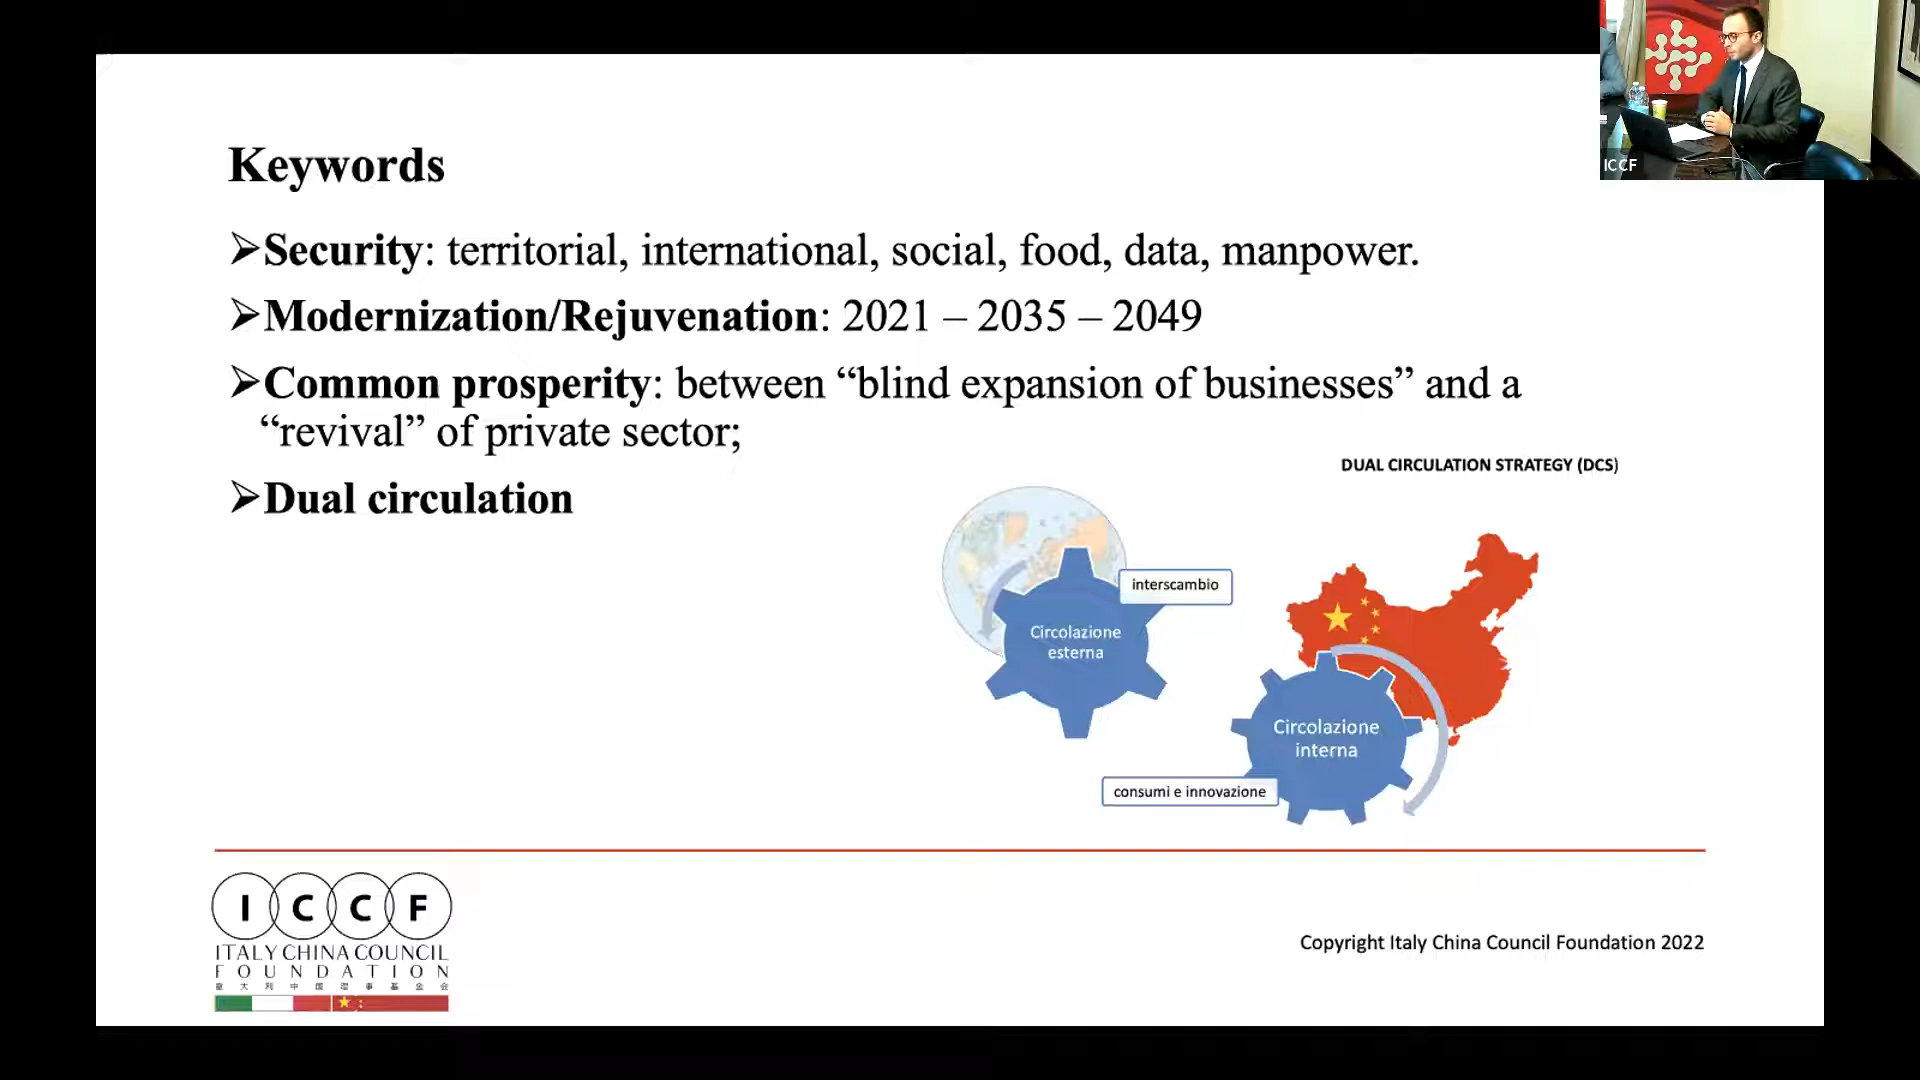 Keywords
➢Security: territorial, international, social, food, data, manpower.
➢Modernization/Rejuvenation: 2021 – 2035 – 2049
➢Common prosperity: between “blind expansion of businesses” and a
“revival” of private sector;
➢Dual circulation
DUAL CIRCULATION STRATEGY (DCS)
interscambio
Circolazione
esterna
Circolazione
interna
consumi e innovazione
I C C F
ITALY CHINA COUNCIL
FOUNDATION
意大利中国理事基金会
Copyright Italy China Council Foundation 2022
ICCF